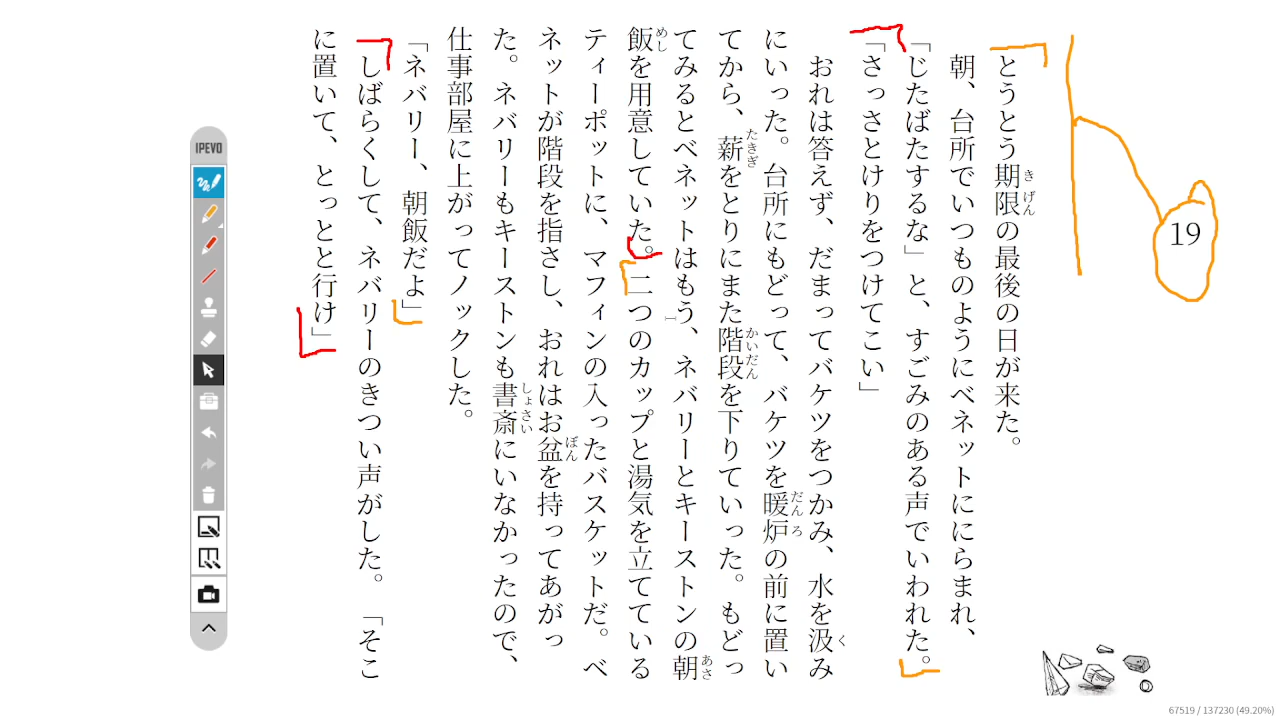 19
とうとう期限の最後の日が来た。
朝、台所でいつものようにベネットににらまれ、
「じたばたするな」と、すごみのある声でいわれた。
「さっさとけりをつけてこい」
おれは答えず、だまってバケツをつかみ、水を汲み
にいった。台所にもどって、バケツを暖炉の前に置い
てから、薪をとりにまた階段を下りていった。もどっ
てみるとベネットはもう、ネバリーとキーストンの朝
飯を用意していた。二つのカップと湯気を立てている
ティーポットに、マフィンの入ったバスケットだ。ベ
ネットが階段を指さし、おれはお盆を持ってあがっ
た。ネバリーもキーストンも書斎にいなかったので、
仕事部屋に上がってノックした。
「ネバリー、朝飯だよ」
しばらくして、ネバリーのきつい声がした。「そこ
に置いて、とっとと行け」
IPEVO
67519 / 137230 (49.20%)